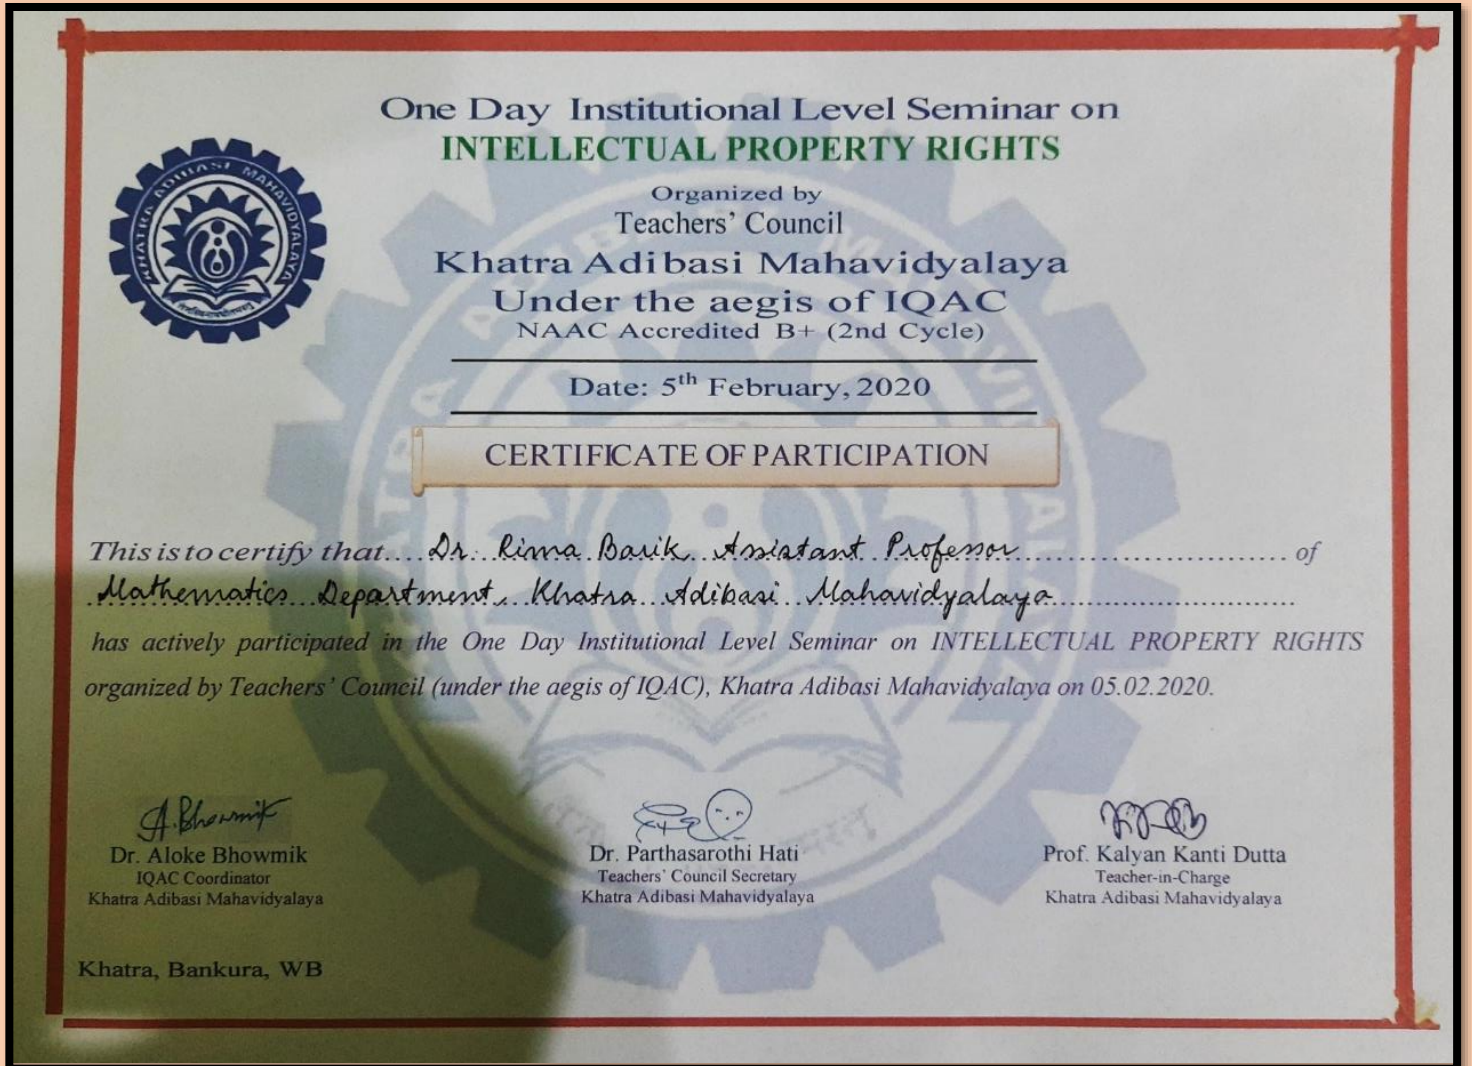 One Day Institutional Level Seminar on
INTELLECTUAL PROPERTY RIGHTS
KHATRA ADIBASI MAHAVIDYALAYA
Organized by
Teachers' Council
Khatra Adibasi Mahavidyalaya
Under the aegis of IQAC
NAAC Accredited B+ (2nd Cycle)
Date: 5th February, 2020
CERTIFICATE OF PARTICIPATION
This is to certify that.... Dr. Rima Barik Assistant Professor .......................... of
Mathematics Department, Khatra Adibasi Mahavidyalaya ..........................
has actively participated in the One Day Institutional Level Seminar on INTELLECTUAL PROPERTY RIGHTS
organized by Teachers' Council (under the aegis of IQAC), Khatra Adibasi Mahavidyalaya on 05.02.2020.
A. Bhowmik
Dr. Aloke Bhowmik
IQAC Coordinator
Khatra Adibasi Mahavidyalaya
Dr. Parthasarothi Hati
Teachers' Council Secretary
Khatra Adibasi Mahavidyalaya
Prof. Kalyan Kanti Dutta
Teacher-in-Charge
Khatra Adibasi Mahavidyalaya
Khatra, Bankura, WB